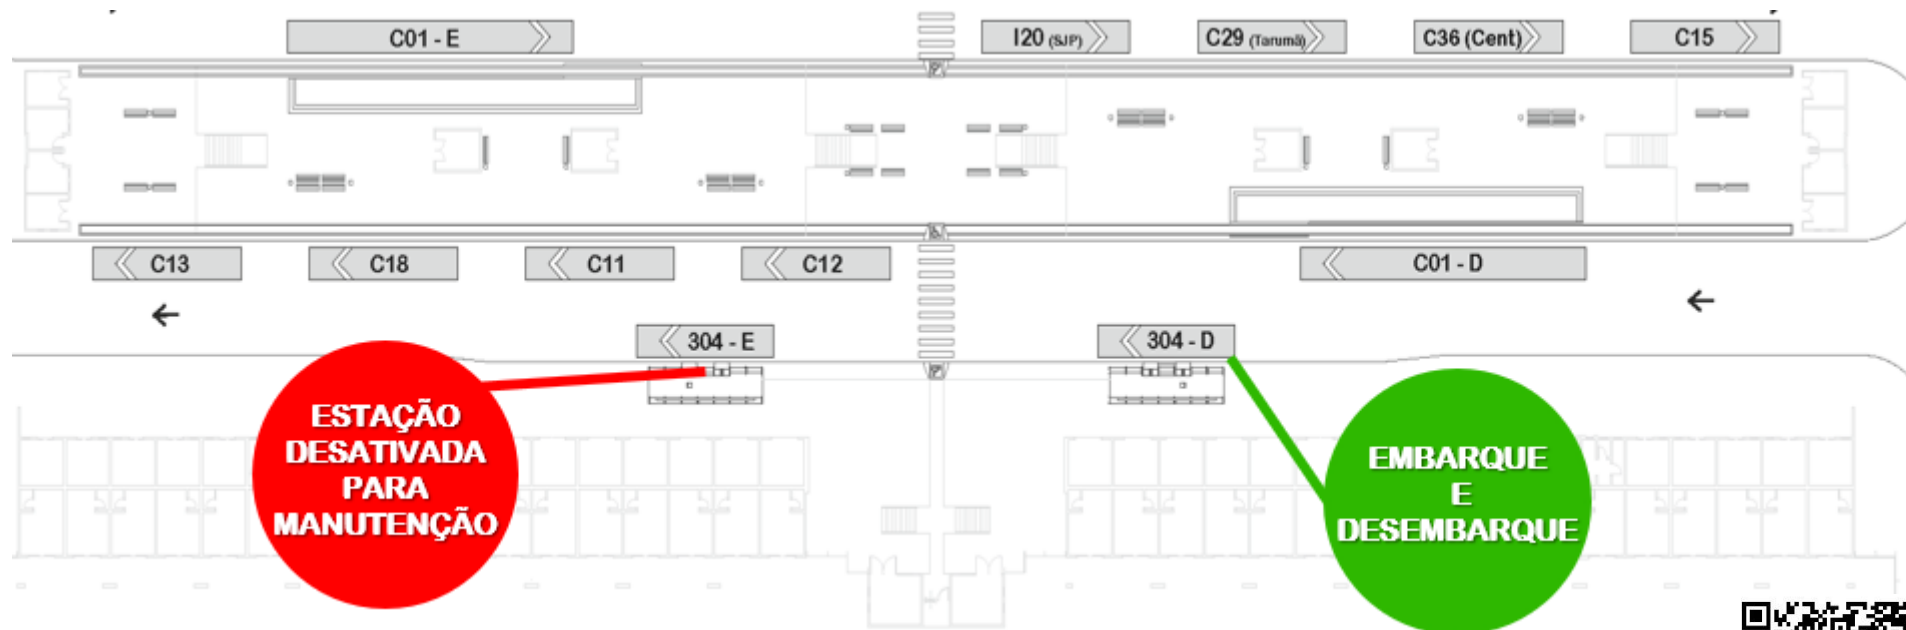 C01 - E
I20 (SJP)
C29 (Tarumã)
C36 (Cent)
C15
C13
C18
C11
C12
C01 - D
304 - E
304 - D
ESTAÇÃO
DESATIVADA
PARA
MANUTENÇÃO
EMBARQUE
E
DESEMBARQUE